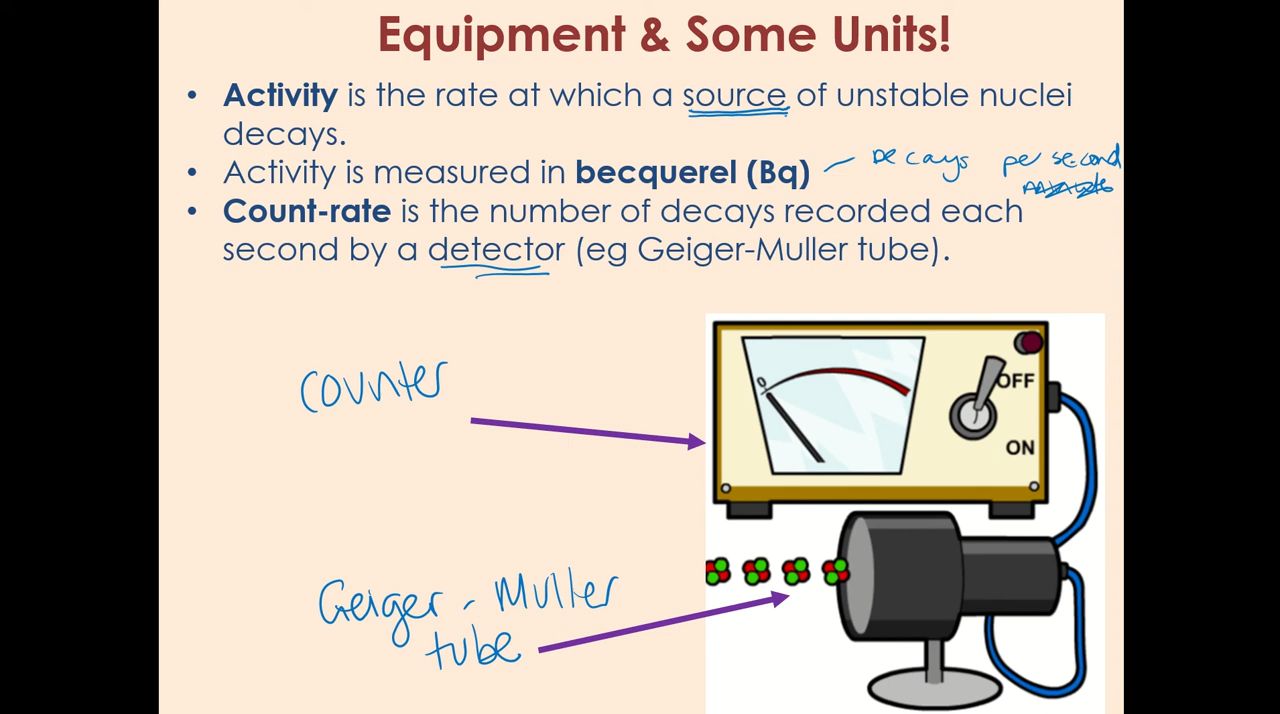 Equipment & Some Units!
• Activity is the rate at which a source of unstable nuclei
decays.
• Activity is measured in becquerel (Bq) – Decays per second
• Count-rate is the number of decays recorded each
second by a detector (eg Geiger-Muller tube).
counter
0
OFF
ON
Geiger - Muller
tube